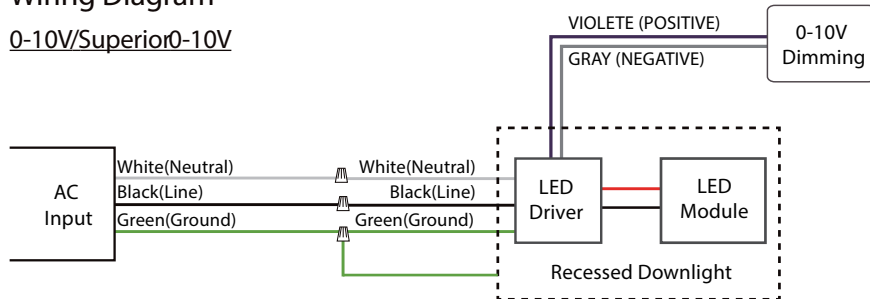 Wiring Diagram
0-10V/Superior0-10V
VIOLETE (POSITIVE)
GRAY (NEGATIVE)
0-10V
Dimming
White(Neutral)
White(Neutral)
Black(Line)
Black(Line)
Green(Ground)
Green(Ground)
AC
Input
LED
Driver
LED
Module
Recessed Downlight